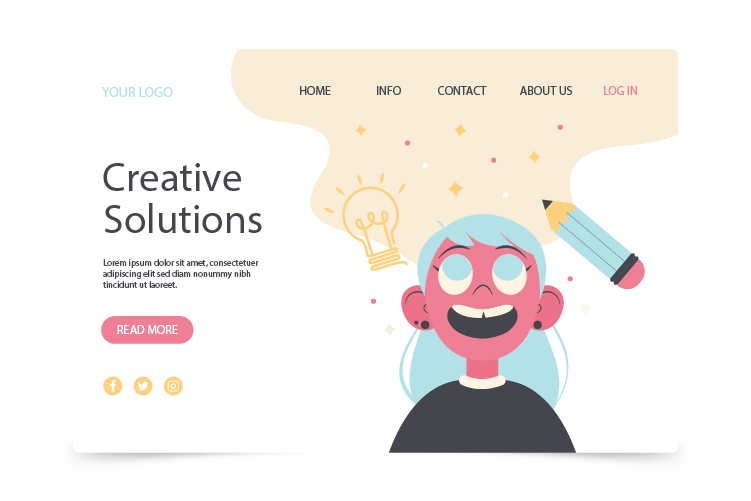 YOUR LOGO
HOME INFO CONTACT ABOUT US LOG IN
Creative
Solutions
Lorem ipsum dolor sit amet, consectetuer
adipiscing elit sed diam nonummy nibh
tincidunt ut laoreet.
READ MORE